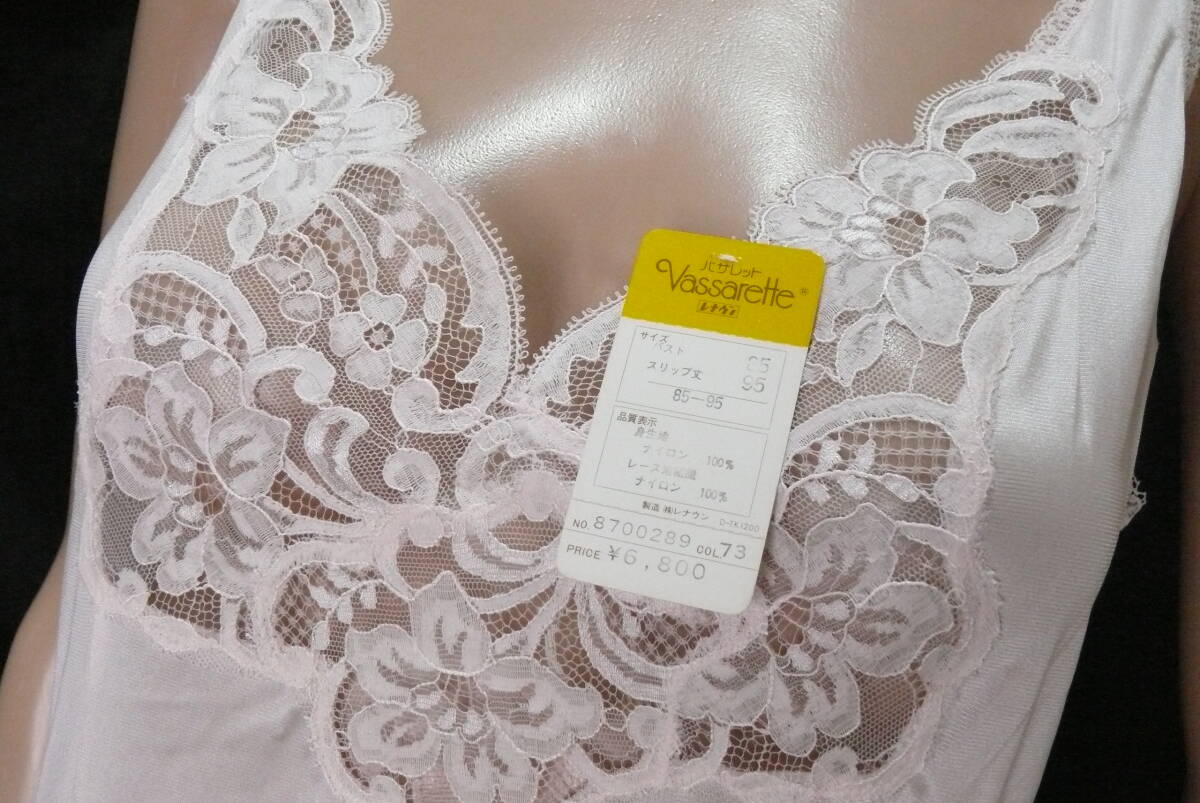 バサレット
Vassarette®
レナウン
サイズ
バスト 85
スリップ丈 95
85—95
品質表示
身生地
ナイロン 100%
レース
ナイロン 100%
製造 ㈱レナウン D-TK1200
NO. 8700289 COL. 73
PRICE ¥6,800